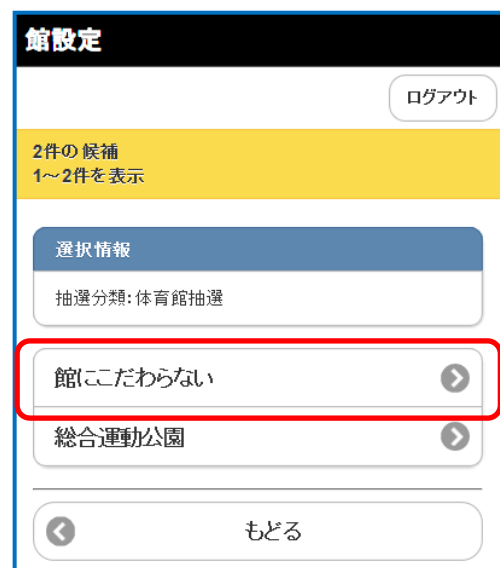 館設定
ログアウト
2件の候補
1～2件を表示
選択情報
抽選分類:体育館抽選
館にこだわらない
総合運動公園
もどる